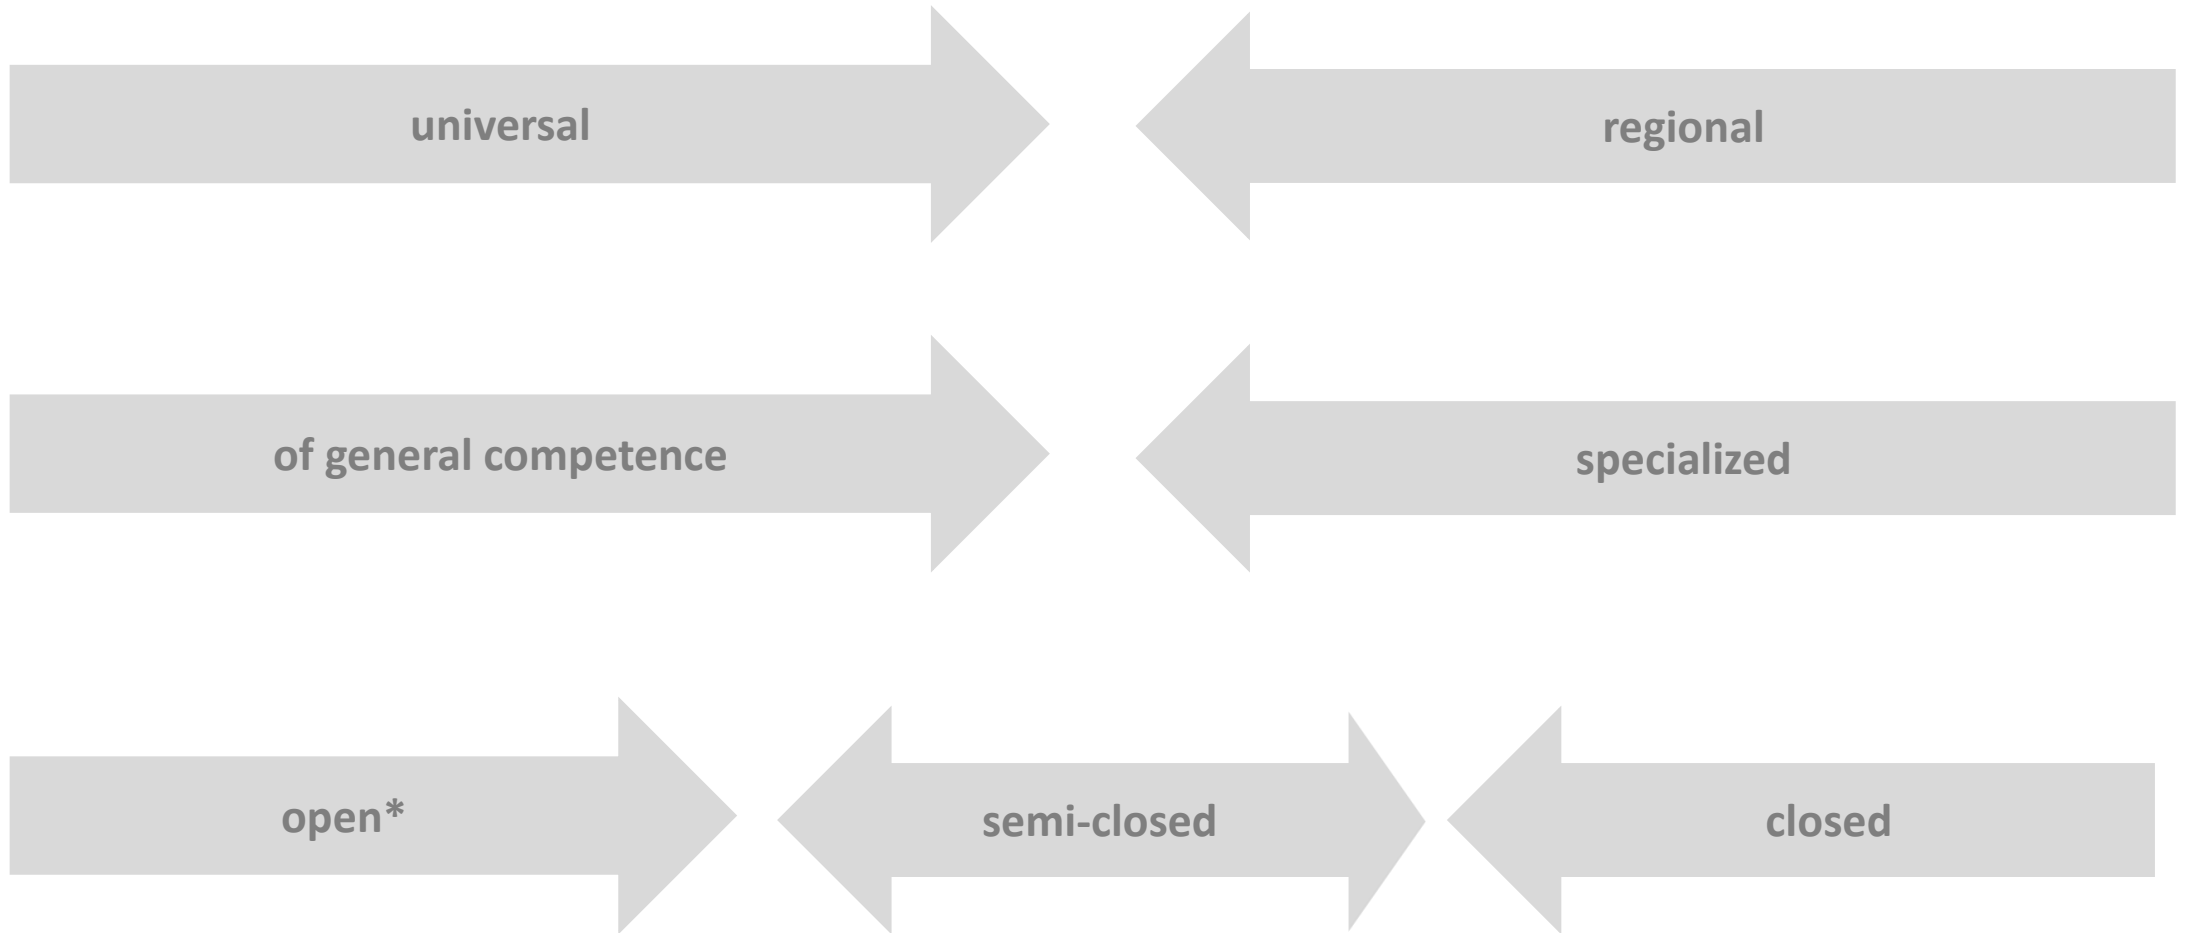 universal
regional
of general competence
specialized
open*
semi-closed
closed